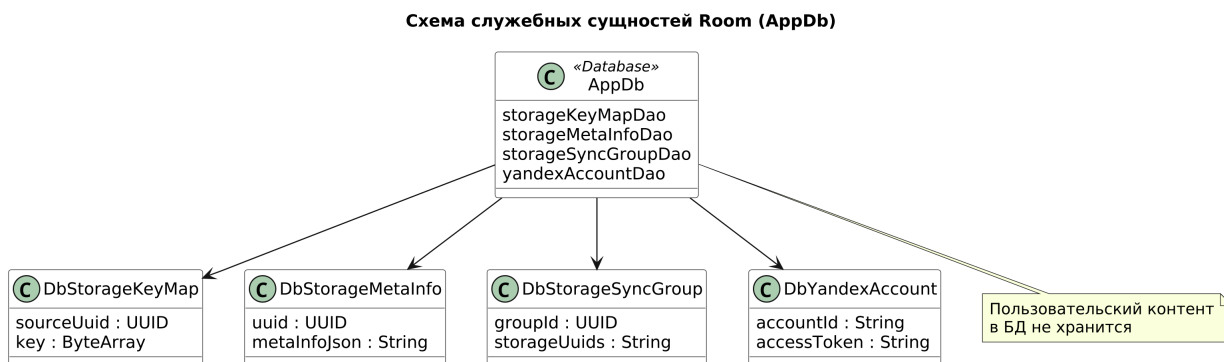 Схема служебных сущностей Room (AppDb)
C
«Database»
AppDb
storageKeyMapDao
storageMetaInfoDao
storageSyncGroupDao
yandexAccountDao
C DbStorageKeyMap
sourceUuid : UUID
key : ByteArray
C DbStorageMetaInfo
uuid : UUID
metaInfoJson : String
C DbStorageSyncGroup
groupId : UUID
storageUuids : String
C DbYandexAccount
accountId : String
accessToken : String
Пользовательский контент
в БД не хранится